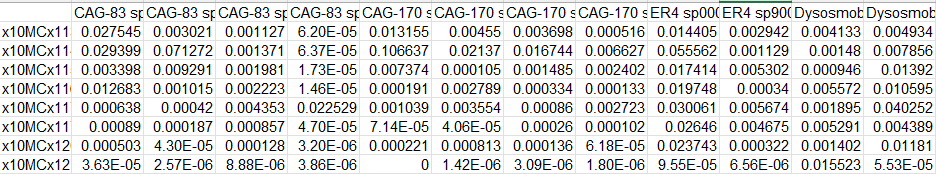 CAG-83 sp CAG-83 sp CAG-83 sp CAG-83 sp CAG-170 s CAG-170 s CAG-170 s CAG-170 s ER4 sp000 ER4 sp900 Dysosmob Dysosmob
x10MCx11 0.027545 0.003021 0.001127 6.20E-05 0.013155 0.00455 0.003698 0.000516 0.014405 0.002942 0.004133 0.004934
x10MCx11 0.029399 0.071272 0.001371 6.37E-05 0.106637 0.02137 0.016744 0.006627 0.055562 0.001129 0.00148 0.007856
x10MCx11 0.003398 0.009291 0.001981 1.73E-05 0.007374 0.000105 0.001485 0.002402 0.017414 0.005302 0.000946 0.01392
x10MCx11 0.012683 0.001015 0.002223 1.46E-05 0.000191 0.002789 0.000334 0.000133 0.019748 0.00034 0.005572 0.010595
x10MCx11 0.000638 0.00042 0.004353 0.022529 0.001039 0.003554 0.00086 0.002723 0.030061 0.005674 0.001895 0.040252
x10MCx11 0.00089 0.000187 0.000857 4.70E-05 7.14E-05 4.06E-05 0.00026 0.000102 0.02646 0.004675 0.005291 0.004389
x10MCx12 0.000503 4.30E-05 0.000128 3.20E-06 0.000221 0.000813 0.000136 6.18E-05 0.023743 0.000322 0.001402 0.01181
x10MCx12 3.63E-05 2.57E-06 8.88E-06 3.86E-06 0 1.42E-06 3.09E-06 1.80E-06 9.55E-05 6.56E-06 0.015523 5.53E-05